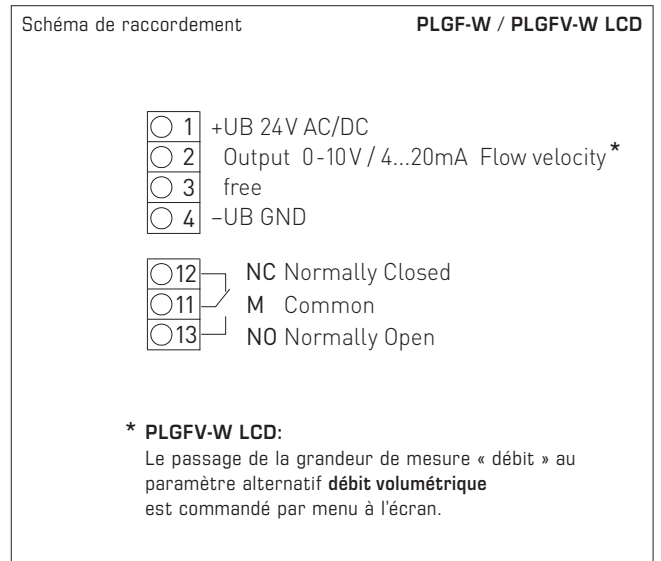 Schéma de raccordement PLGF-W / PLGFV-W LCD
1 +UB 24V AC/DC
2 Output 0-10V / 4...20mA Flow velocity*
3 free
4 –UB GND
12 NC Normally Closed
11 M Common
13 NO Normally Open
* PLGFV-W LCD:
Le passage de la grandeur de mesure « débit » au
paramètre alternatif débit volumétrique
est commandé par menu à l'écran.